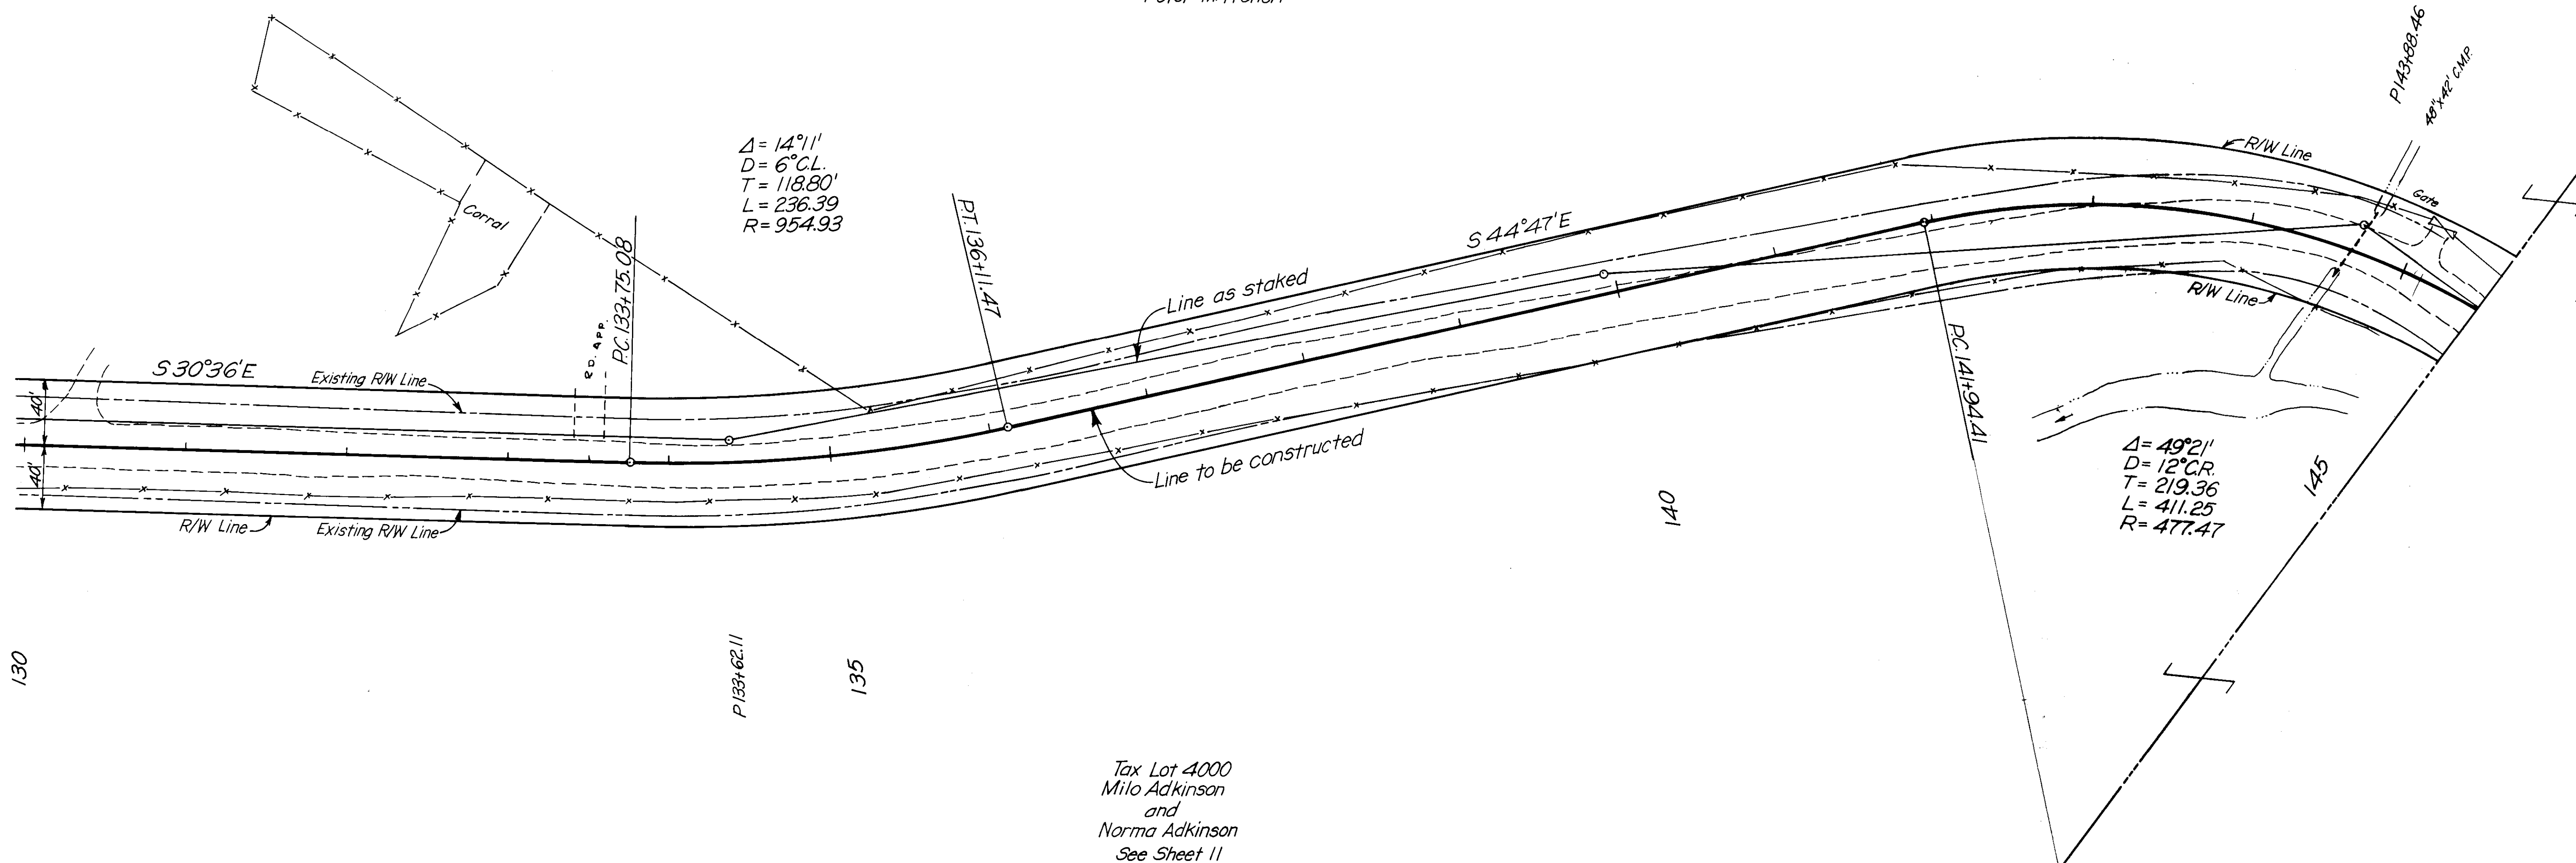 P 143+88.46
48"x42' C.M.P.
R/W Line
Gate
Δ= 14°11'
D= 6°C.L.
T= 118.80'
L= 236.39
R= 954.93
Corral
P.C. 133+75.08
RD. APP.
P.T. 136+11.47
S 44°47'E
Line as staked
S 30°36'E
Existing R/W Line
40'
40'
R/W Line
Existing R/W Line
Line to be constructed
R/W Line
P.C. 141+94.41
Δ= 49°21'
D= 12°C.R.
T= 219.36
L= 411.25
R= 477.47
130
P 133+62.11
135
140
145
Tax Lot 4000
Milo Adkinson
and
Norma Adkinson
See Sheet 11